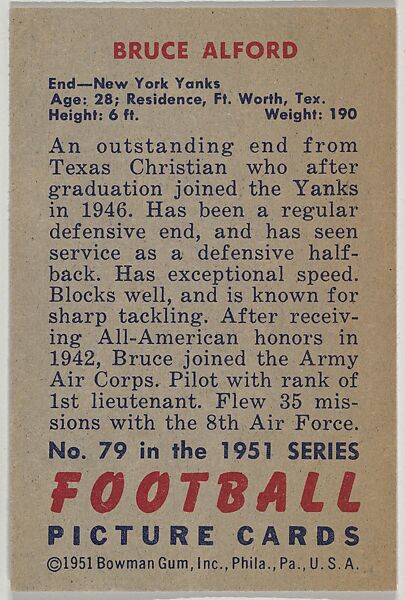 BRUCE ALFORD
End—New York Yanks
Age: 28; Residence, Ft. Worth, Tex.
Height: 6 ft. Weight: 190
An outstanding end from
Texas Christian who after
graduation joined the Yanks
in 1946. Has been a regular
defensive end, and has seen
service as a defensive half-
back. Has exceptional speed.
Blocks well, and is known for
sharp tackling. After receiv-
ing All-American honors in
1942, Bruce joined the Army
Air Corps. Pilot with rank of
1st lieutenant. Flew 35 mis-
sions with the 8th Air Force.
No. 79 in the 1951 SERIES
FOOTBALL
PICTURE CARDS
©1951 Bowman Gum, Inc., Phila., Pa., U. S. A.